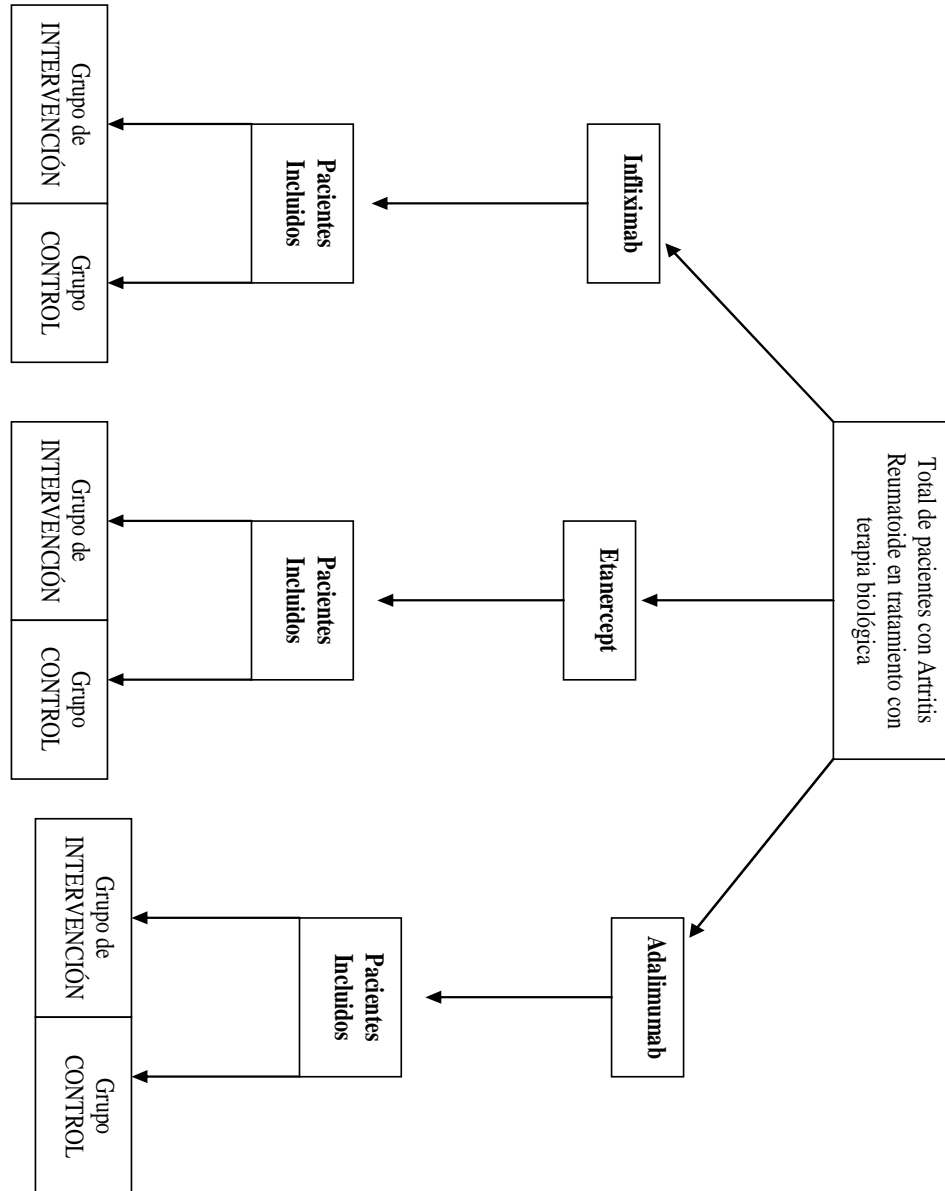 Total de pacientes con Artritis
Reumatoide en tratamiento con
terapia biológica
Infliximab
Etanercept
Adalimumab
Pacientes
Incluidos
Pacientes
Incluidos
Pacientes
Incluidos
Grupo de
INTERVENCIÓN
Grupo
CONTROL
Grupo de
INTERVENCIÓN
Grupo
CONTROL
Grupo de
INTERVENCIÓN
Grupo
CONTROL